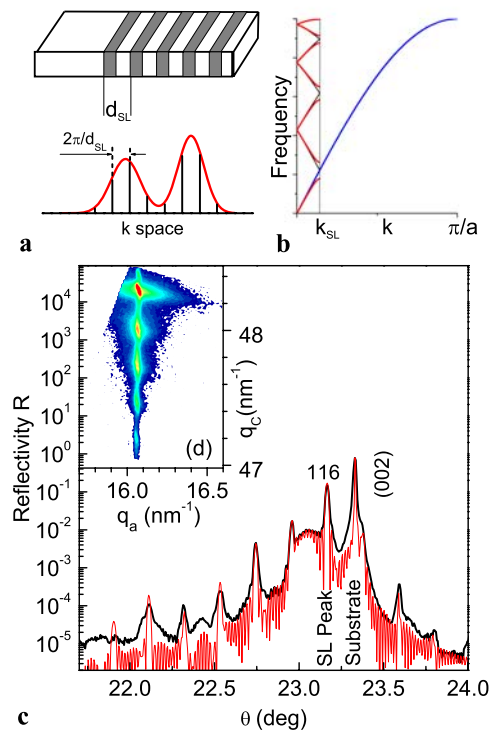 a
d_SL
2π/d_SL
k space
b
Frequency
k_SL
k
π/a
c
Reflectivity R
10^4
10^3
10^2
10^1
10^0
10^-1
10^-2
10^-3
10^-4
10^-5
48
47
q_c(nm^-1)
(d)
16.0
16.5
q_a (nm^-1)
116
(002)
SL Peak
Substrate
22.0
22.5
23.0
23.5
24.0
θ (deg)